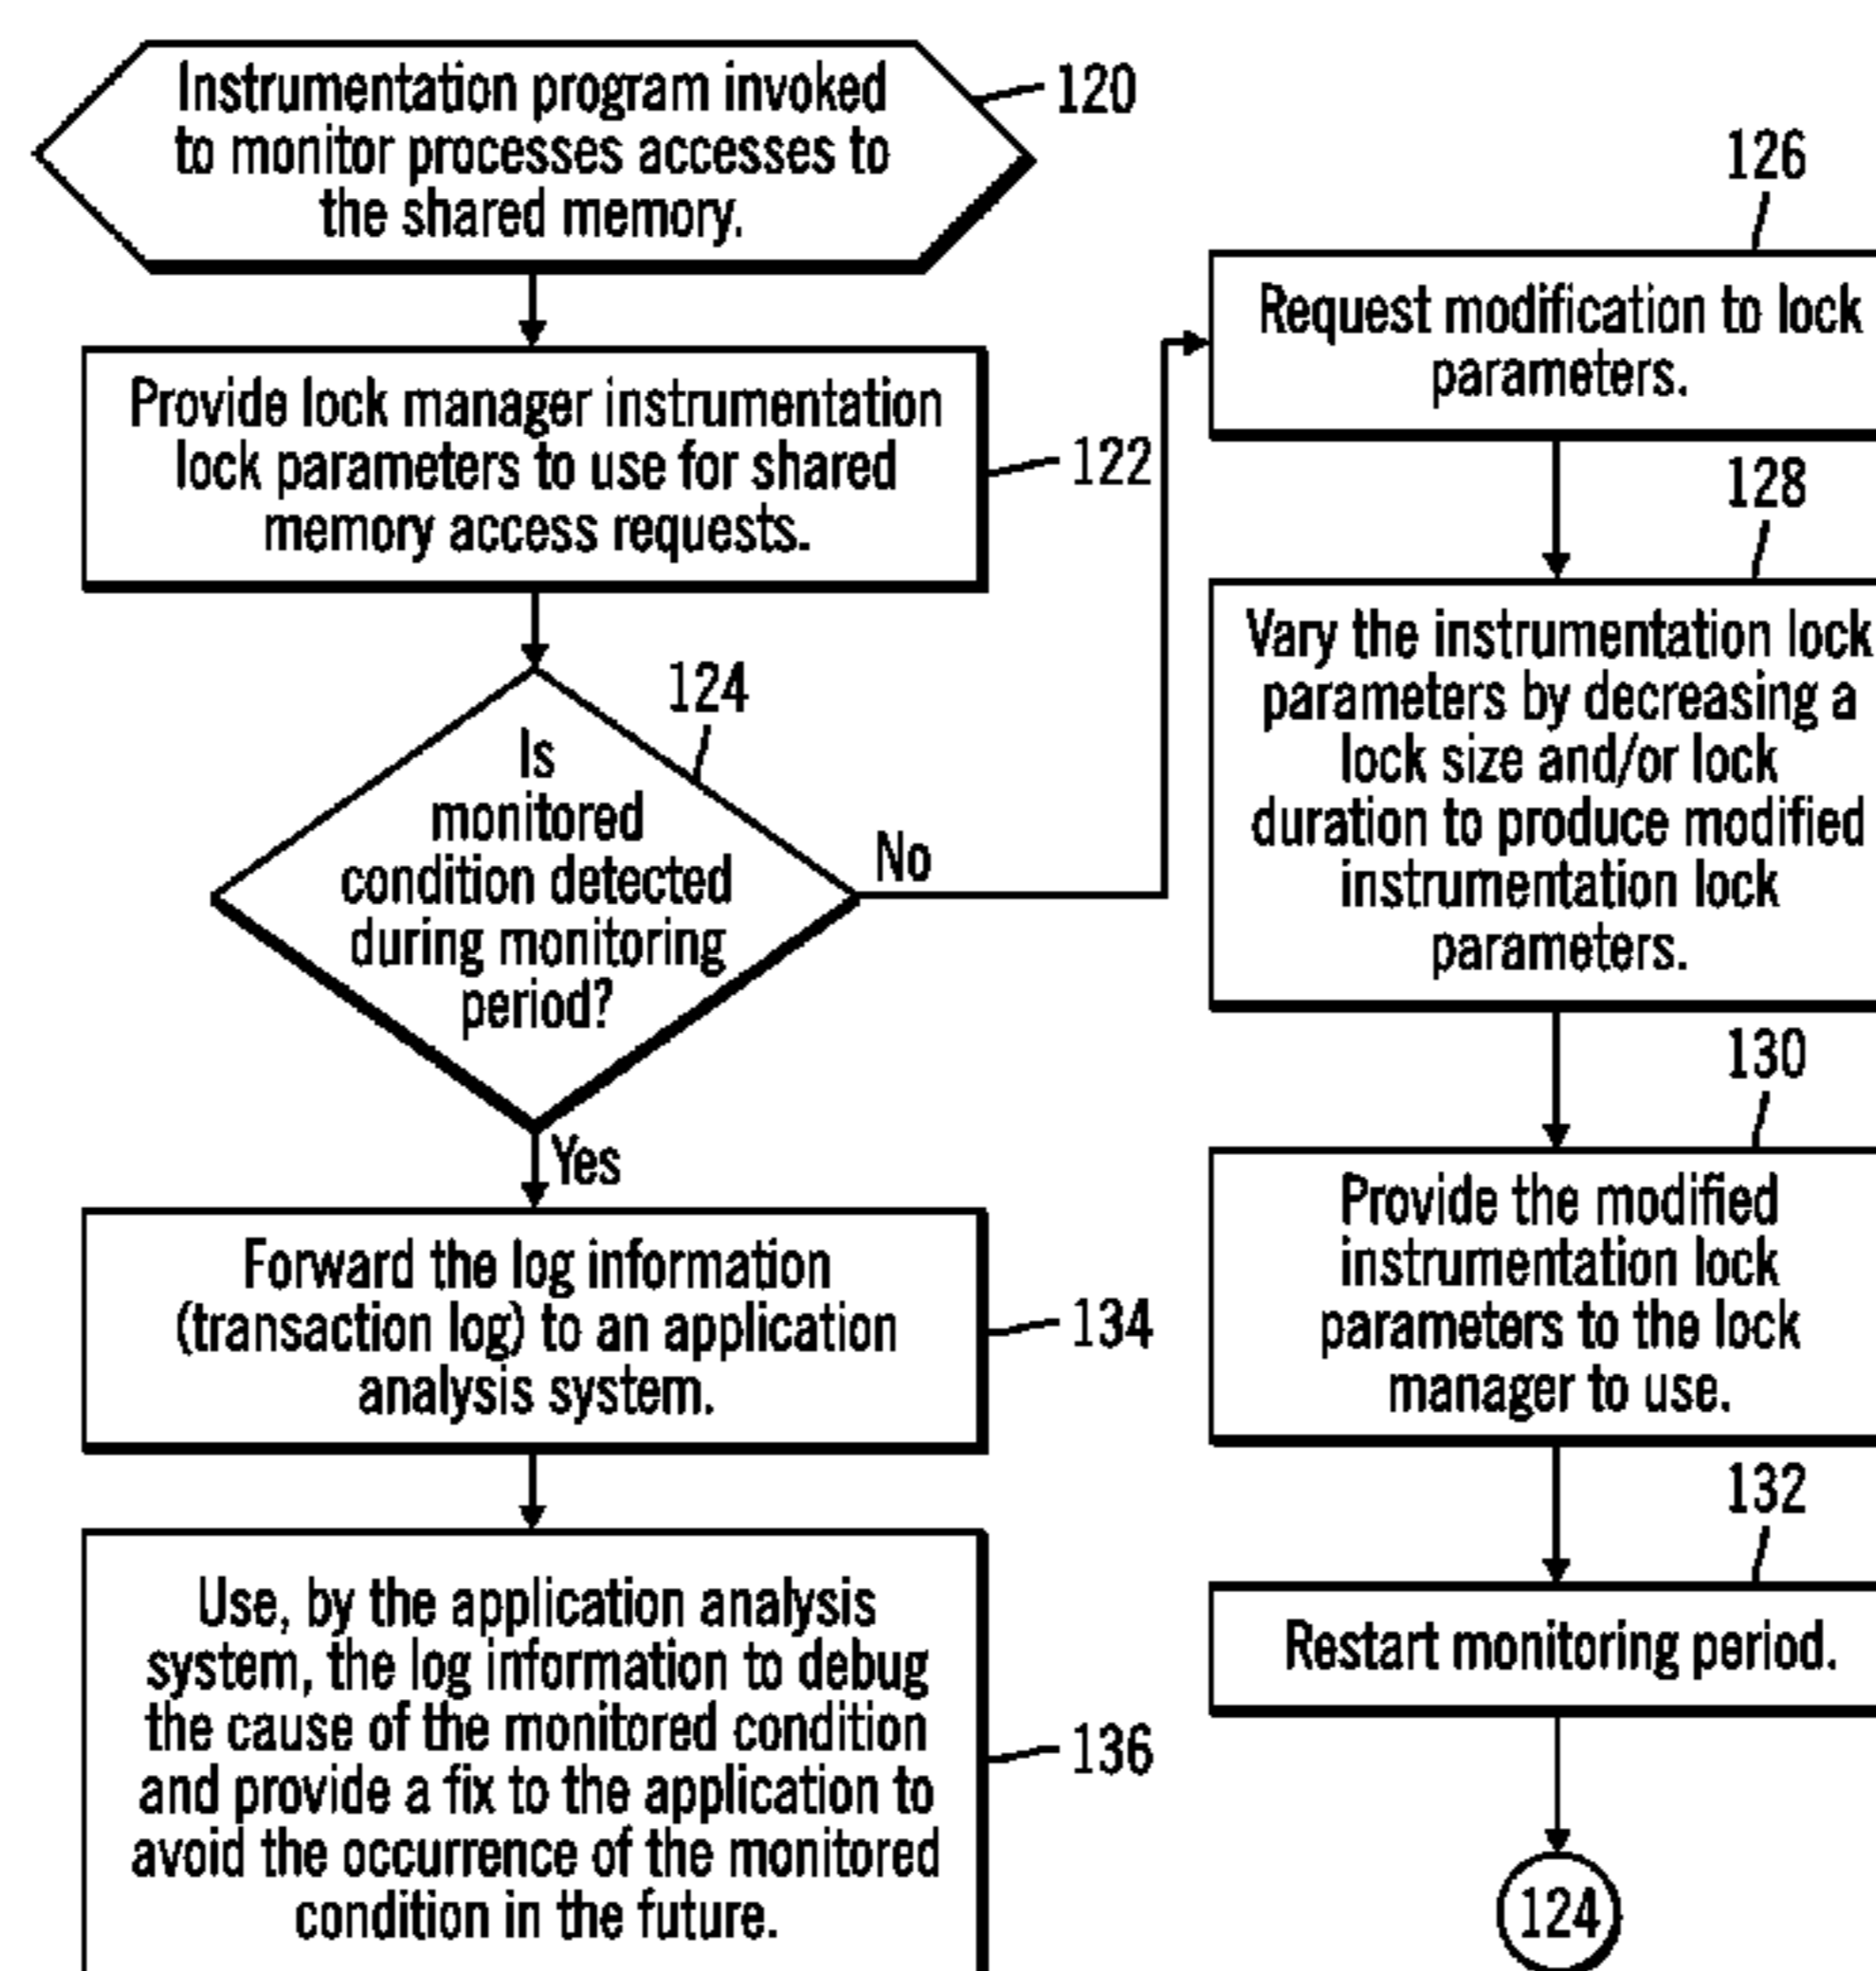 Instrumentation program invoked
to monitor processes accesses to
the shared memory.
120
Provide lock manager instrumentation
lock parameters to use for shared
memory access requests.
122
124
Is
monitored
condition detected
during monitoring
period?
No
Yes
Forward the log information
(transaction log) to an application
analysis system.
134
Use, by the application analysis
system, the log information to debug
the cause of the monitored condition
and provide a fix to the application to
avoid the occurrence of the monitored
condition in the future.
136
126
Request modification to lock
parameters.
128
Vary the instrumentation lock
parameters by decreasing a
lock size and/or lock
duration to produce modified
instrumentation lock
parameters.
130
Provide the modified
instrumentation lock
parameters to the lock
manager to use.
132
Restart monitoring period.
124